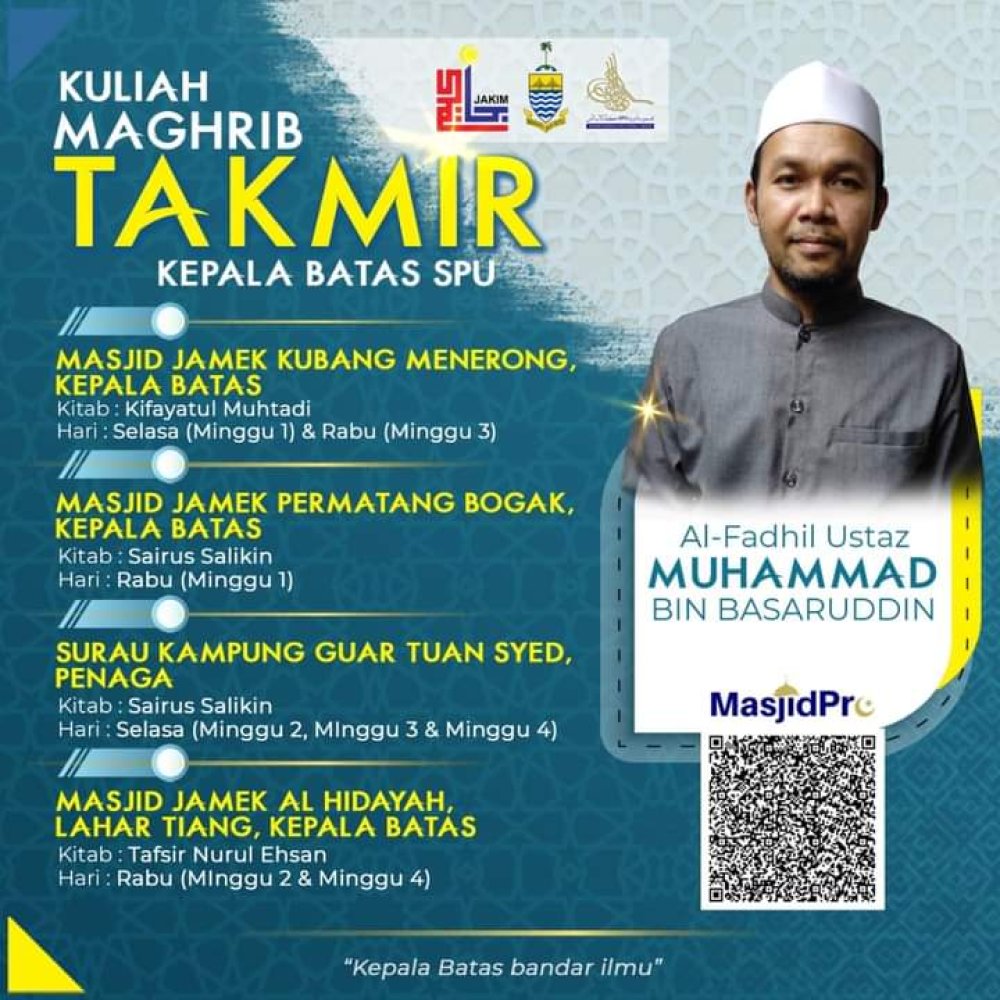 KULIAH
MAGHRIB
TAKMIR
KEPALA BATAS SPU
JAKIM
MASJID JAMEK KUBANG MENERONG,
KEPALA BATAS
Kitab : Kifayatul Muhtadi
Hari : Selasa (Minggu 1) & Rabu (Minggu 3)
MASJID JAMEK PERMATANG BOGAK,
KEPALA BATAS
Kitab : Sairus Salikin
Hari : Rabu (Minggu 1)
SURAU KAMPUNG GUAR TUAN SYED,
PENAGA
Kitab : Sairus Salikin
Hari : Selasa (Minggu 2, MInggu 3 & Minggu 4)
MASJID JAMEK AL HIDAYAH,
LAHAR TIANG, KEPALA BATAS
Kitab : Tafsir Nurul Ehsan
Hari : Rabu (MInggu 2 & Minggu 4)
Al-Fadhil Ustaz
MUHAMMAD
BIN BASARUDDIN
MasjidPro
"Kepala Batas bandar ilmu"